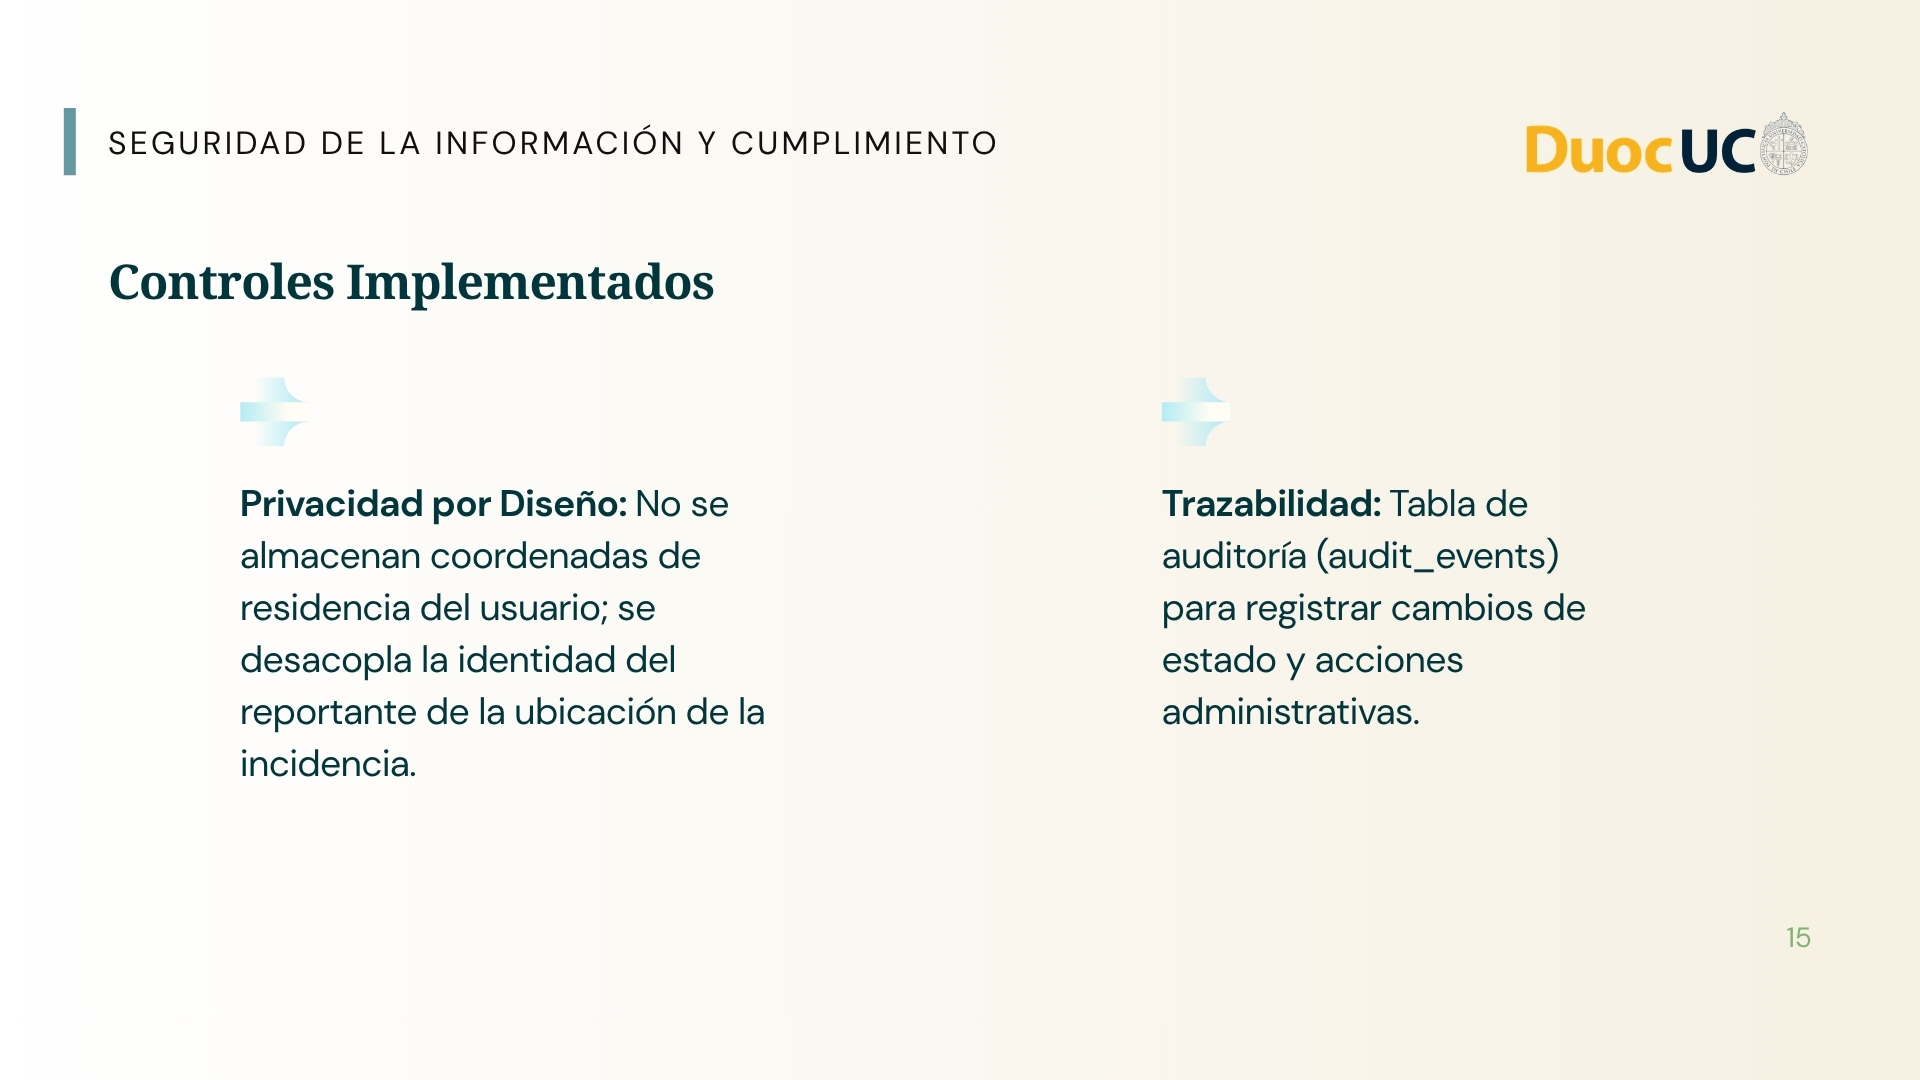 SEGURIDAD DE LA INFORMACIÓN Y CUMPLIMIENTO
Duoc UC
Controles Implementados
Privacidad por Diseño: No se
almacenan coordenadas de
residencia del usuario; se
desacopla la identidad del
reportante de la ubicación de la
incidencia.
Trazabilidad: Tabla de
auditoría (audit_events)
para registrar cambios de
estado y acciones
administrativas.
15